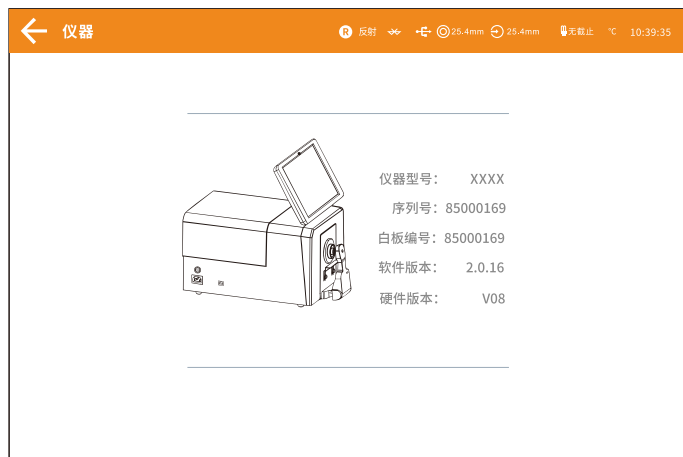 仪器
R 反射 25.4mm 25.4mm 无截止 ℃ 10:39:35
仪器型号: XXXX
序列号: 85000169
白板编号: 85000169
软件版本: 2.0.16
硬件版本: V08